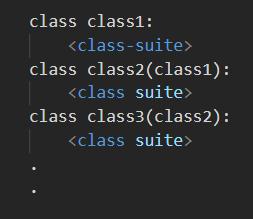 class class1:
    <class-suite>
class class2(class1):
    <class suite>
class class3(class2):
    <class suite>
.
.